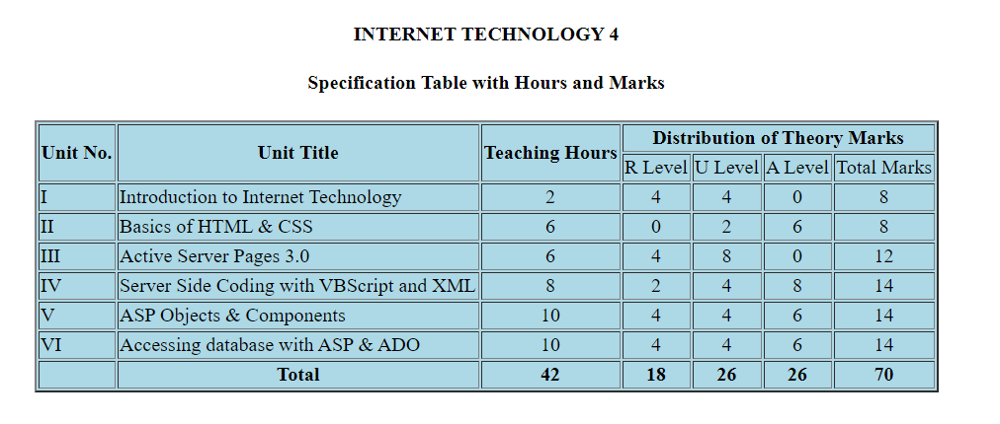 INTERNET TECHNOLOGY 4
Specification Table with Hours and Marks
Unit No. Unit Title Teaching Hours Distribution of Theory Marks
R Level U Level A Level Total Marks
I Introduction to Internet Technology 2 4 4 0 8
II Basics of HTML & CSS 6 0 2 6 8
III Active Server Pages 3.0 6 4 8 0 12
IV Server Side Coding with VBScript and XML 8 2 4 8 14
V ASP Objects & Components 10 4 4 6 14
VI Accessing database with ASP & ADO 10 4 4 6 14
Total 42 18 26 26 70